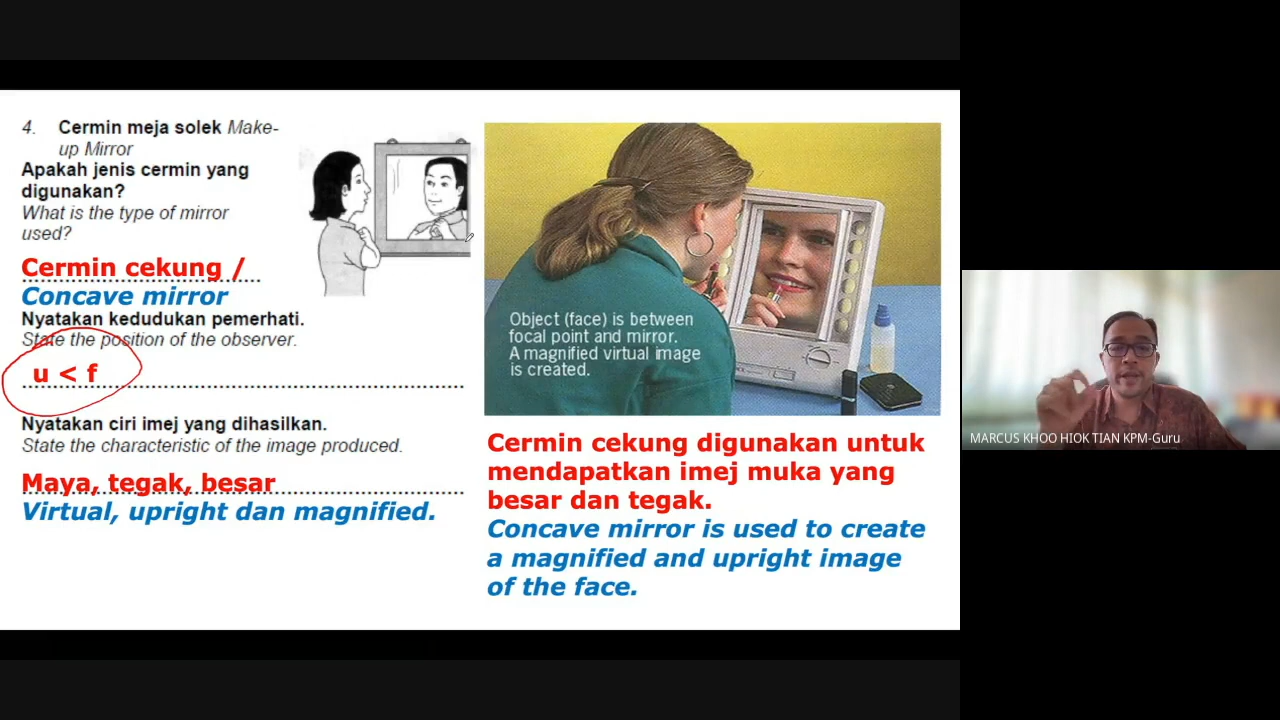 4. Cermin meja solek Make-
up Mirror
Apakah jenis cermin yang
digunakan?
What is the type of mirror
used?
Cermin cekung /
Concave mirror
Nyatakan kedudukan pemerhati.
State the position of the observer.
u < f
Nyatakan ciri imej yang dihasilkan.
State the characteristic of the image produced.
Maya, tegak, besar
Virtual, upright dan magnified.
Object (face) is between
focal point and mirror.
A magnified virtual image
is created.
Cermin cekung digunakan untuk
mendapatkan imej muka yang
besar dan tegak.
Concave mirror is used to create
a magnified and upright image
of the face.
MARCUS KHOO HIOK TIAN KPM-Guru